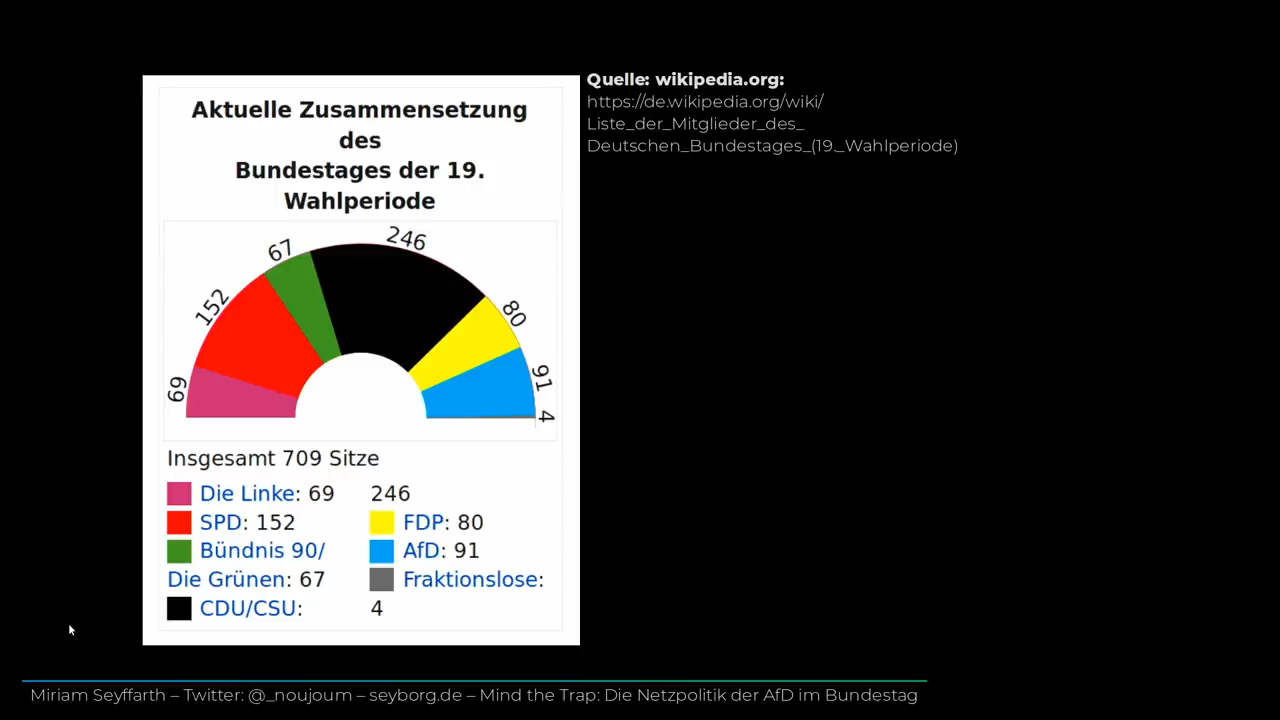 Aktuelle Zusammensetzung
des
Bundestages der 19.
Wahlperiode
69
152
67
246
80
91
4
Insgesamt 709 Sitze
Die Linke: 69
SPD: 152
Bündnis 90/
Die Grünen: 67
CDU/CSU:
246
FDP: 80
AfD: 91
Fraktionslose:
4
Quelle: wikipedia.org:
https://de.wikipedia.org/wiki/
Liste_der_Mitglieder_des_
Deutschen_Bundestages_(19._Wahlperiode)
Miriam Seyffarth – Twitter: @_noujoum – seyborg.de – Mind the Trap: Die Netzpolitik der AfD im Bundestag